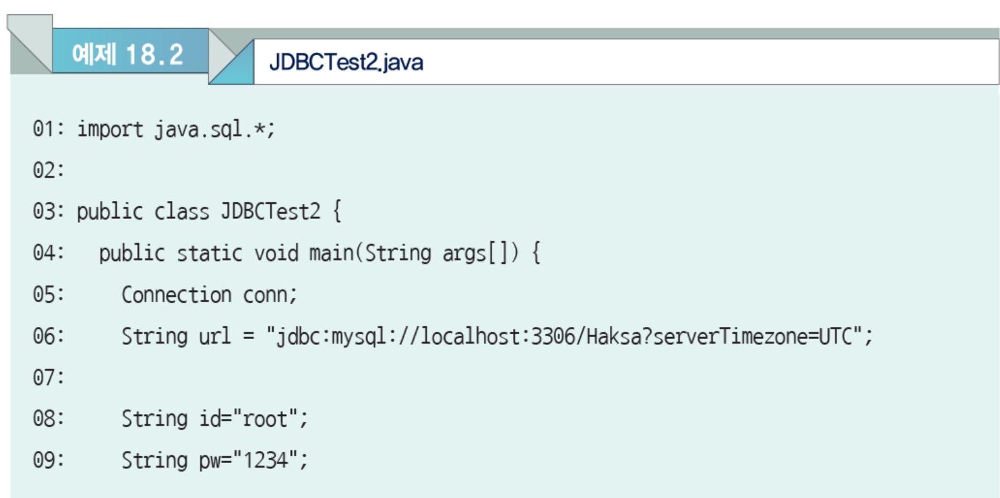 예제 18.2
JDBCTest2.java
01: import java.sql.*;
02:
03: public class JDBCTest2 {
04:   public static void main(String args[]) {
05:     Connection conn;
06:     String url = "jdbc:mysql://localhost:3306/Haksa?serverTimezone=UTC";
07:
08:     String id="root";
09:     String pw="1234";